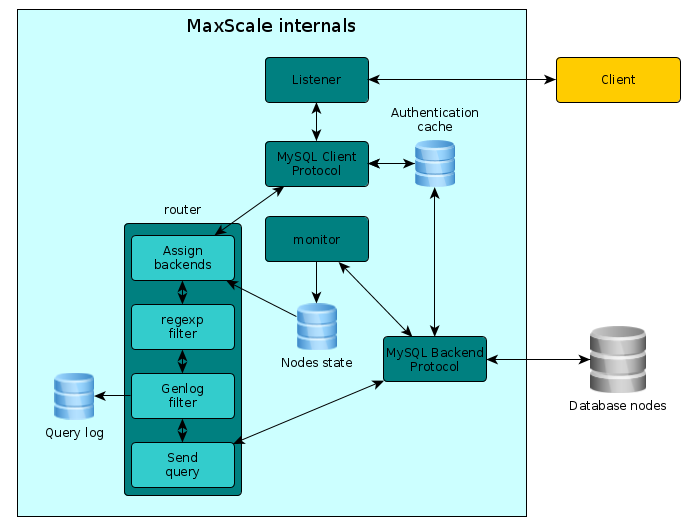 MaxScale internals
Listener
Client
Authentication
cache
MySQL Client
Protocol
router
monitor
Assign
backends
regexp
filter
Nodes state
MySQL Backend
Protocol
Database nodes
Genlog
filter
Query log
Send
query